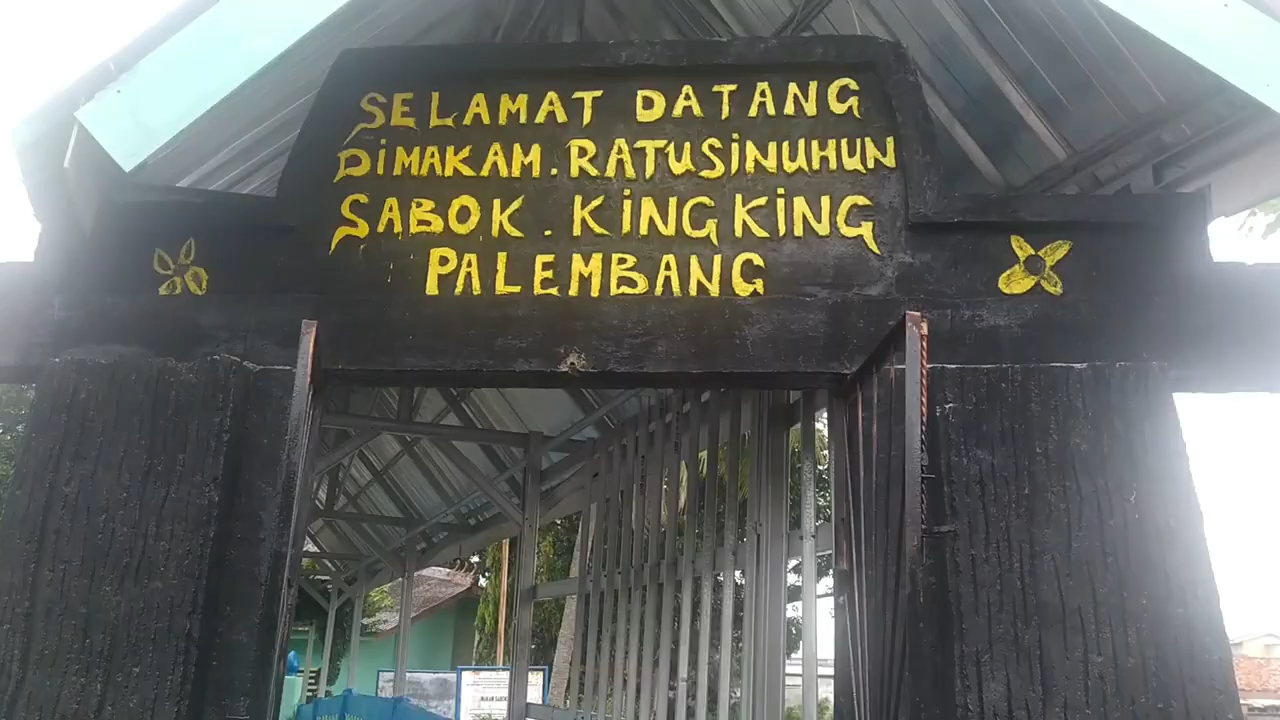 SELAMAT DATANG
DIMAKAM.RATUSINUHUN
SABOK. KINGKING
PALEMBANG